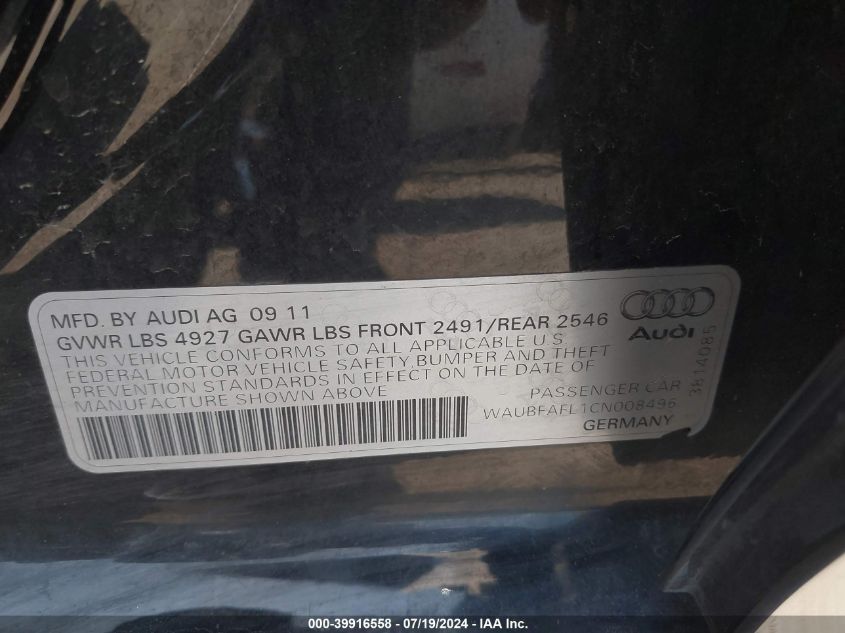 MFD. BY AUDI AG 09 11
GVWR LBS 4927 GAWR LBS FRONT 2491/REAR 2546
THIS VEHICLE CONFORMS TO ALL APPLICABLE U.S
FEDERAL MOTOR VEHICLE SAFETY,BUMPER AND THEFT
PREVENTION STANDARDS IN EFFECT ON THE DATE OF
MANUFACTURE SHOWN ABOVE
Audi
PASSENGER CAR
WAUBFAFL1CN008496
GERMANY
3814085
000-39916558 - 07/19/2024 - © IAA, Inc.